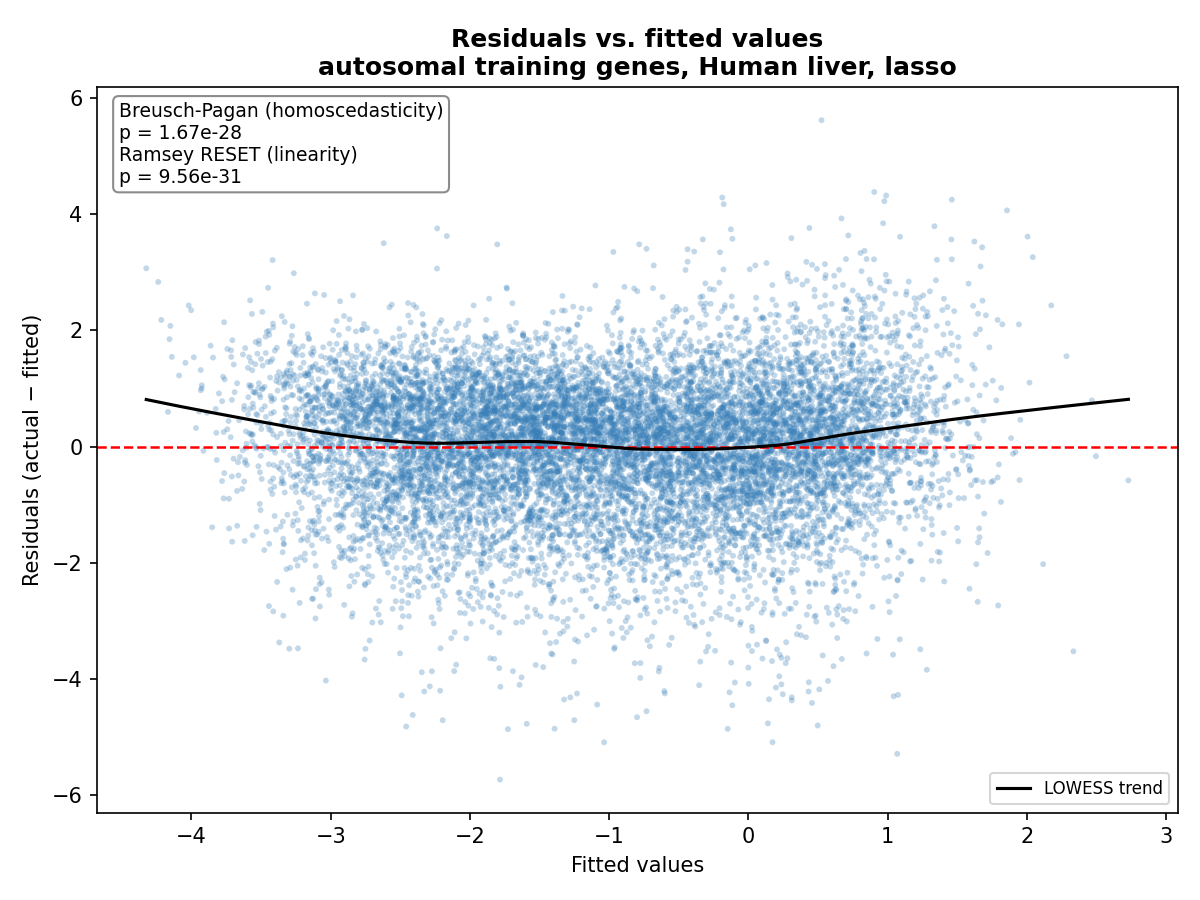 Residuals vs. fitted values
autosomal training genes, Human liver, lasso
Breusch-Pagan (homoscedasticity)
p = 1.67e-28
Ramsey RESET (linearity)
p = 9.56e-31
Residuals (actual − fitted)
6
4
2
0
−2
−4
−6
LOWESS trend
−4 −3 −2 −1 0 1 2 3
Fitted values